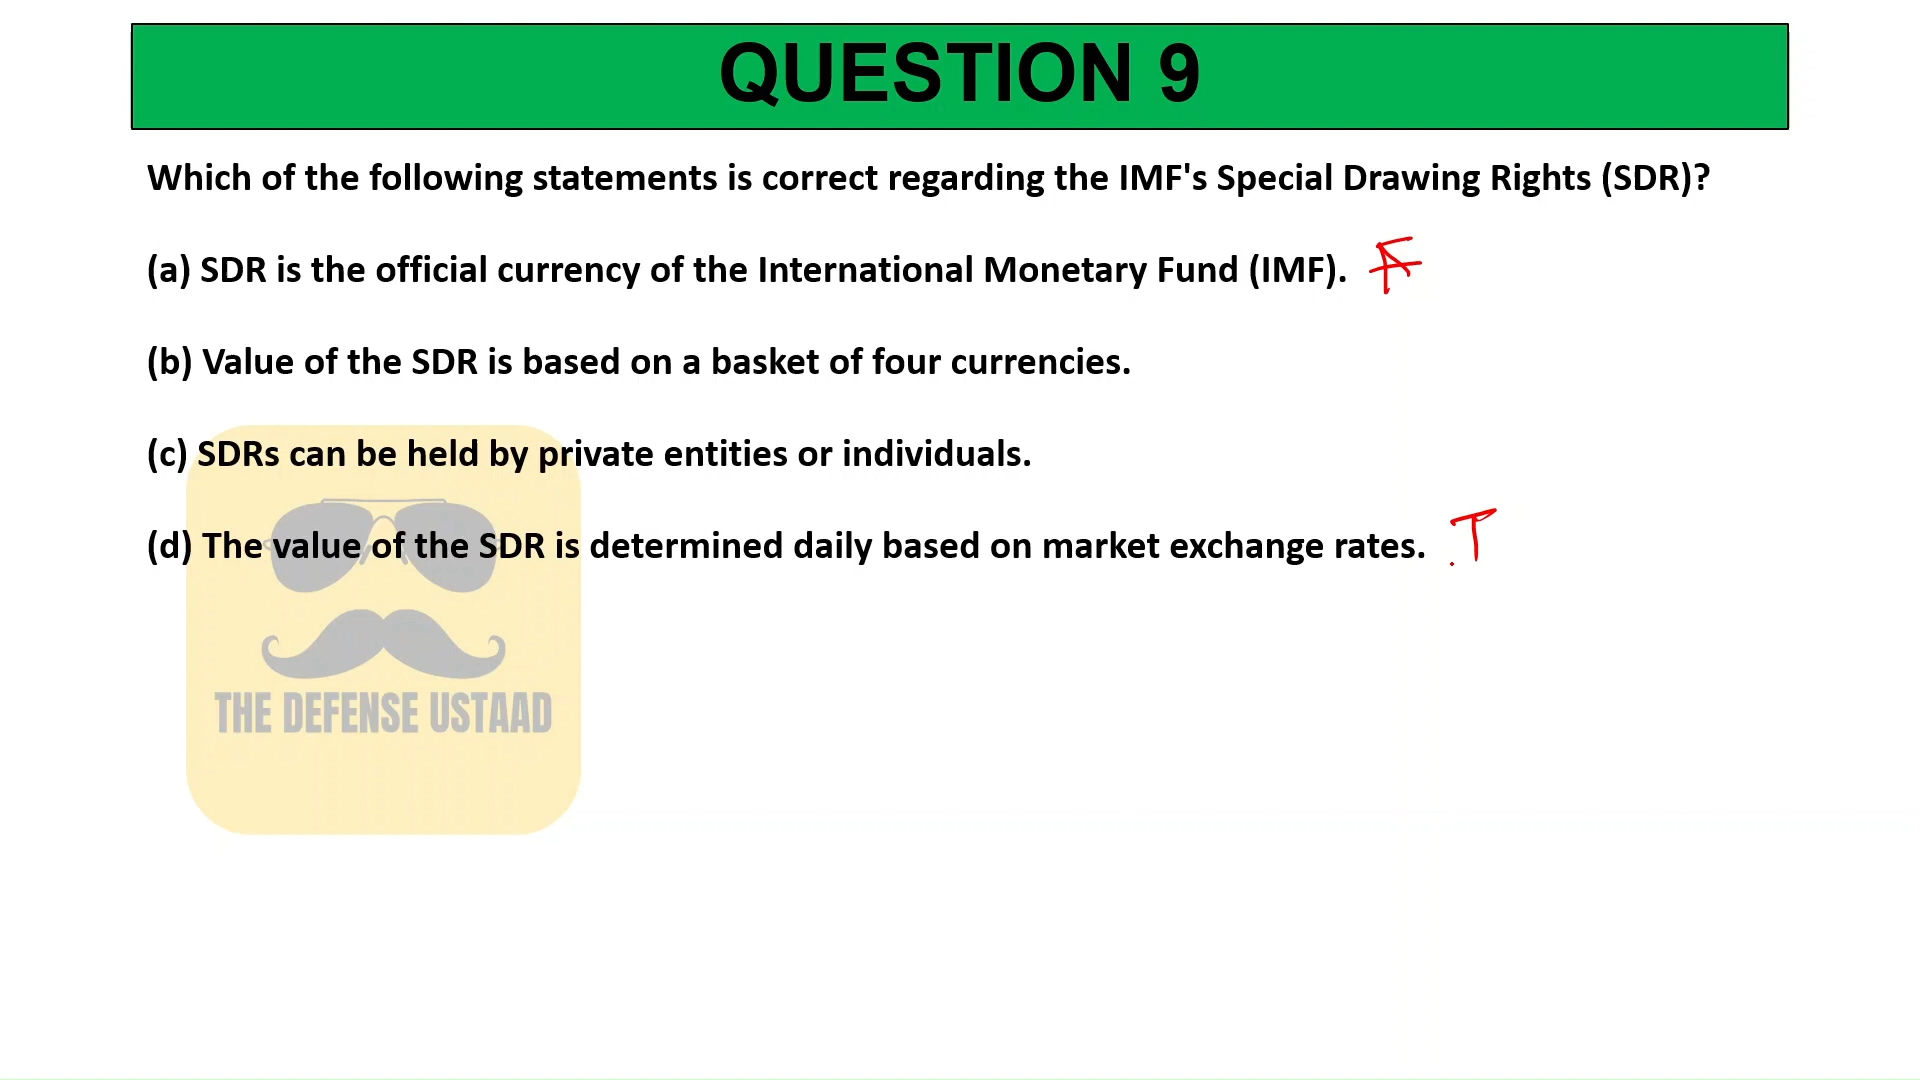 QUESTION 9
Which of the following statements is correct regarding the IMF's Special Drawing Rights (SDR)?
(a) SDR is the official currency of the International Monetary Fund (IMF). F
(b) Value of the SDR is based on a basket of four currencies.
(c) SDRs can be held by private entities or individuals.
(d) The value of the SDR is determined daily based on market exchange rates. T
THE DEFENSE USTAAD